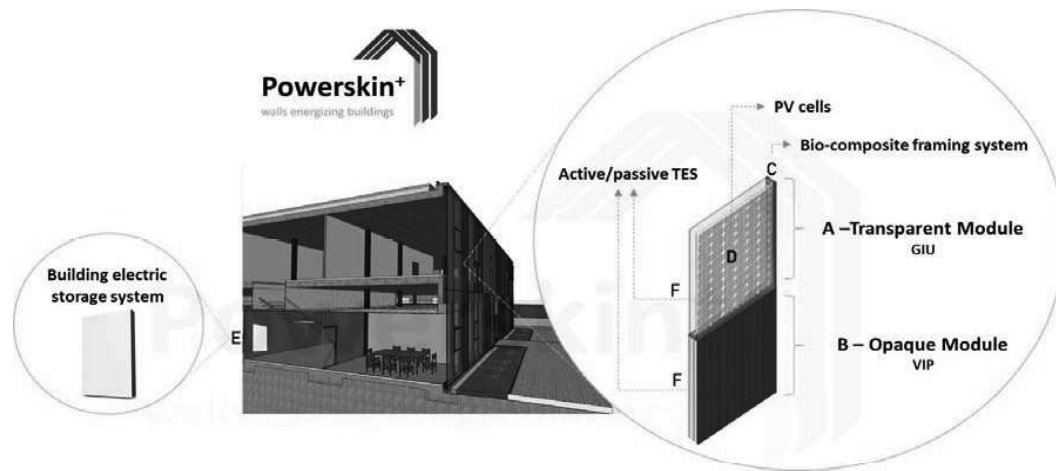 Powerskin+
walls energizing buildings
PV cells
Bio-composite framing system
C
Active/passive TES
A –Transparent Module
GIU
D
Building electric
storage system
F
E
B – Opaque Module
VIP
F
Powerskin